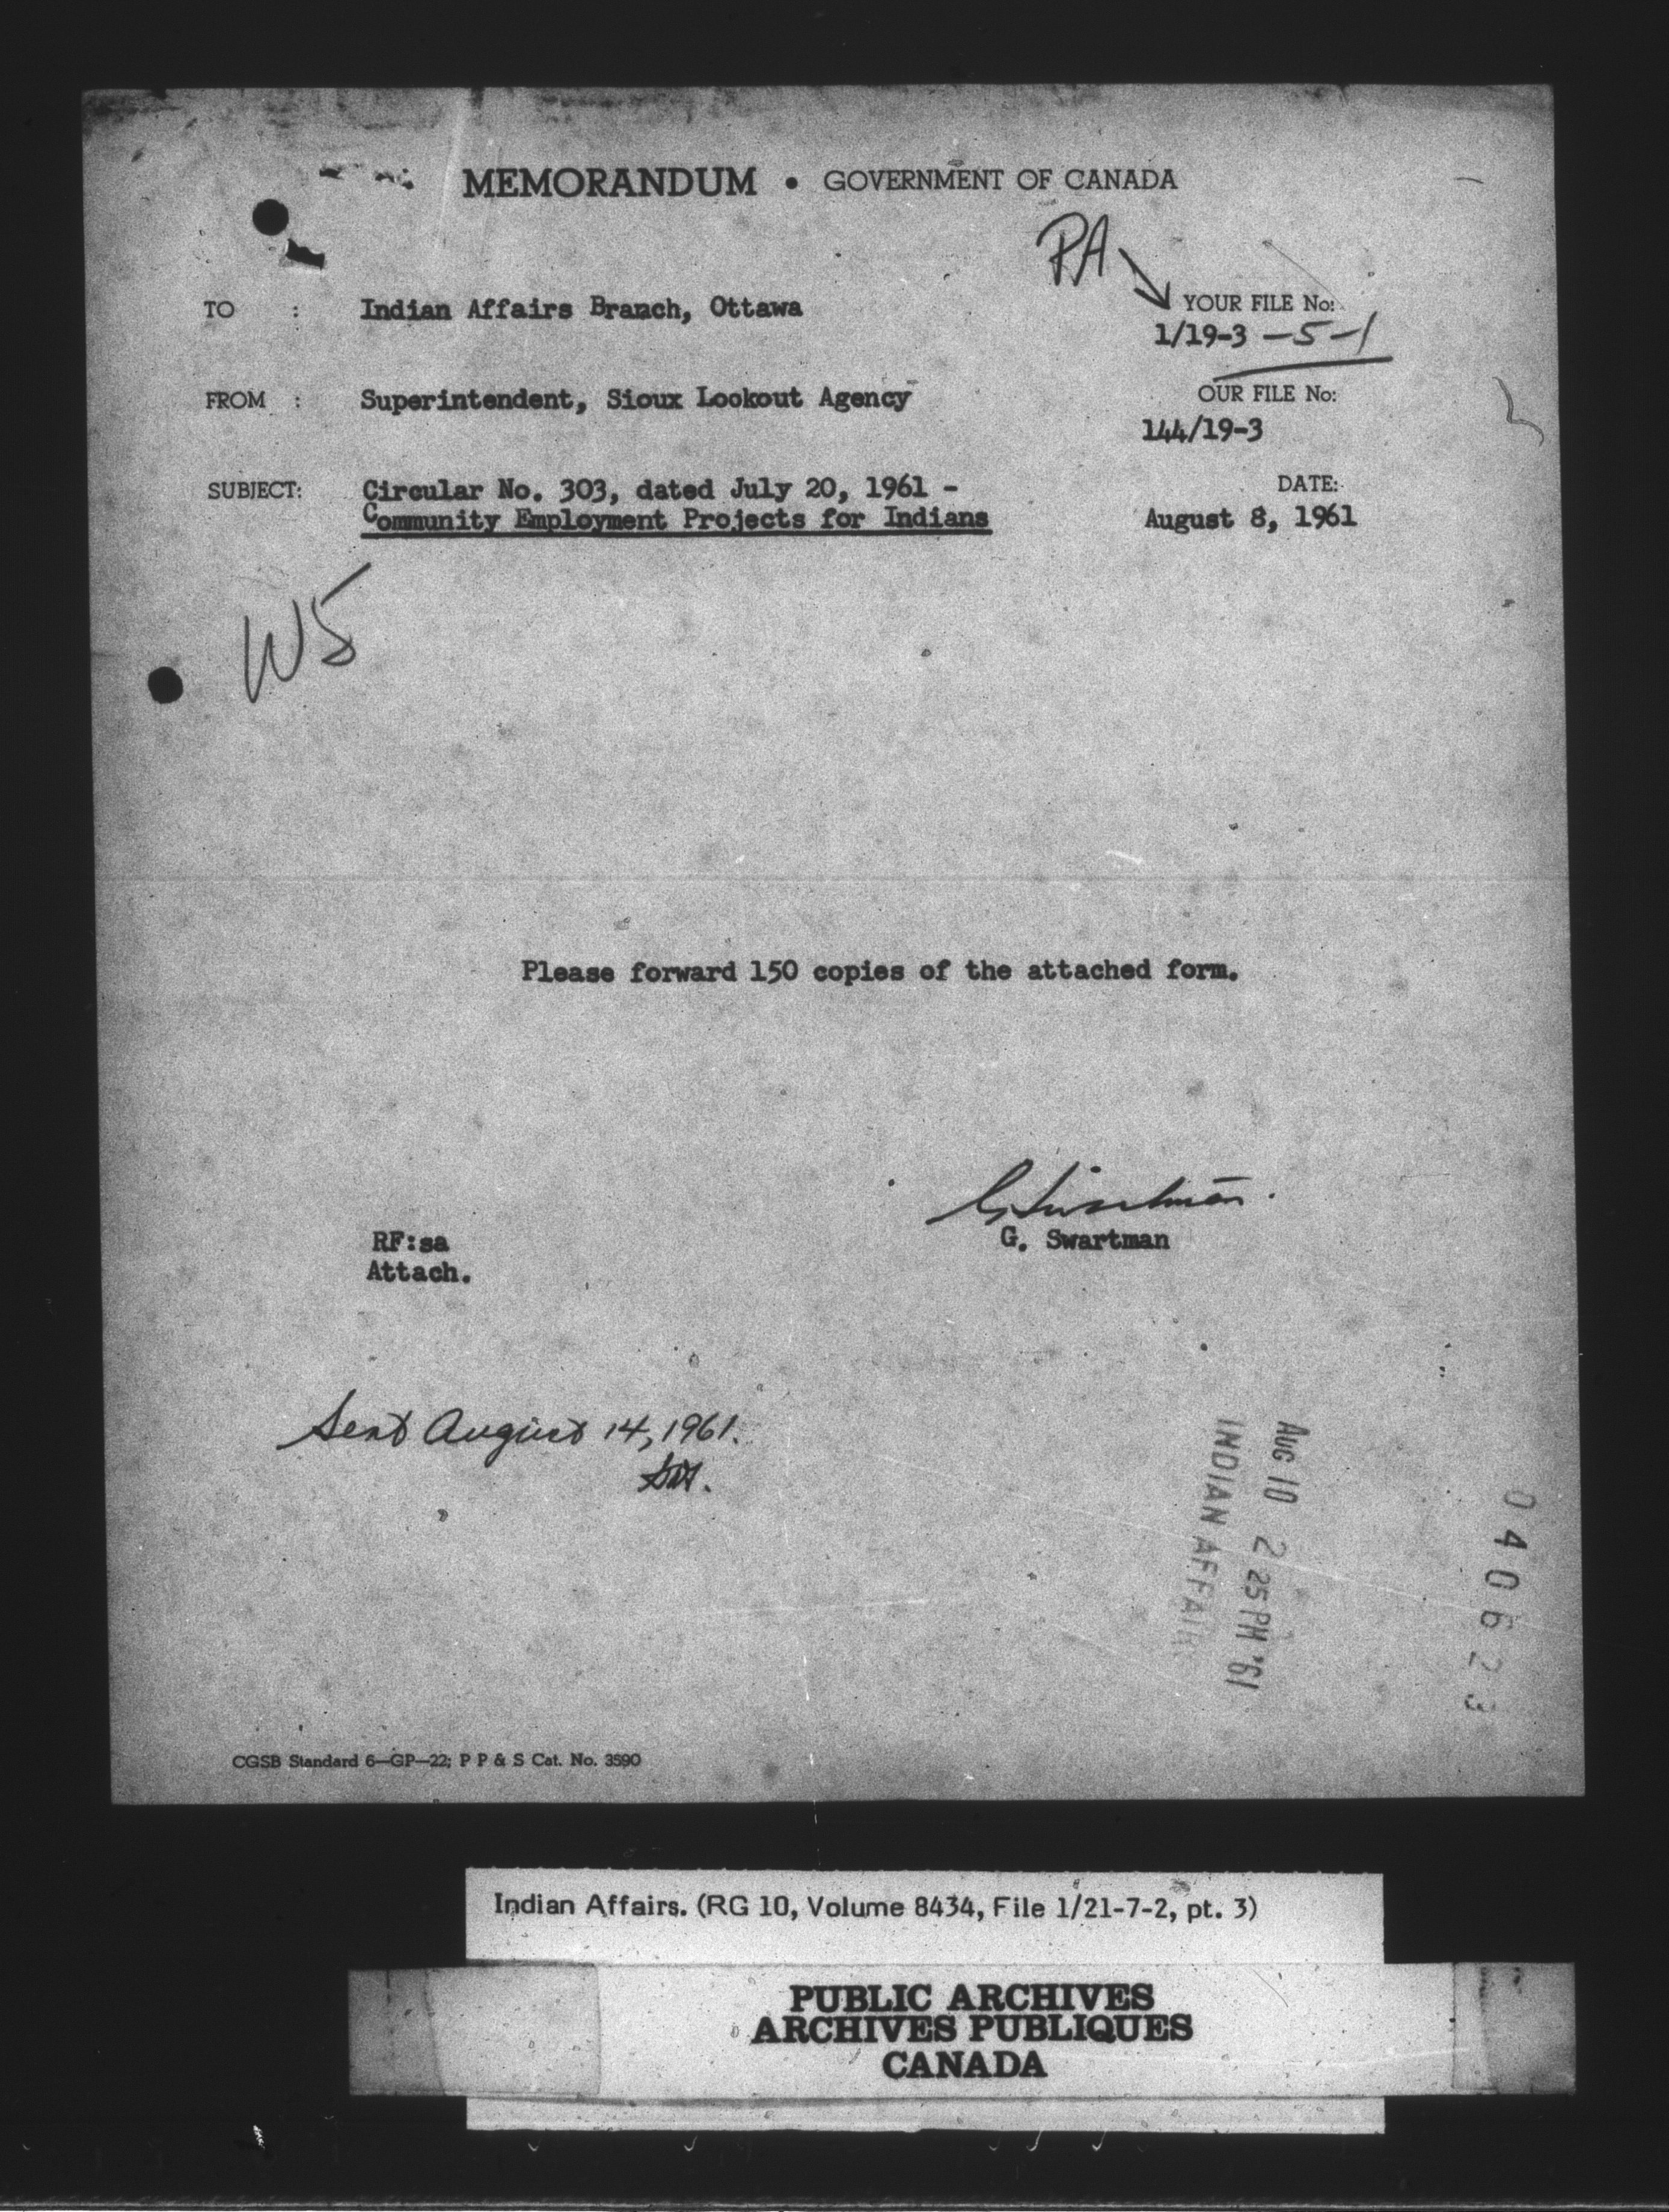 MEMORANDUM • GOVERNMENT OF CANADA
PA
TO : Indian Affairs Branch, Ottawa
YOUR FILE No:
1/19-3 -5-1
FROM : Superintendent, Sioux Lookout Agency
OUR FILE No:
144/19-3
SUBJECT: Circular No. 303, dated July 20, 1961 -
Community Employment Projects for Indians
DATE:
August 8, 1961
W5
Please forward 150 copies of the attached form.
G. Swartman
G. Swartman
RF:sa
Attach.
Sent August 14, 1961.
AUG 10 2 25 PM '61
INDIAN AFFAIR
040623
CGSB Standard 6-GP-22; P P & S Cat. No. 3590
Indian Affairs. (RG 10, Volume 8434, File 1/21-7-2, pt. 3)
PUBLIC ARCHIVES
ARCHIVES PUBLIQUES
CANADA